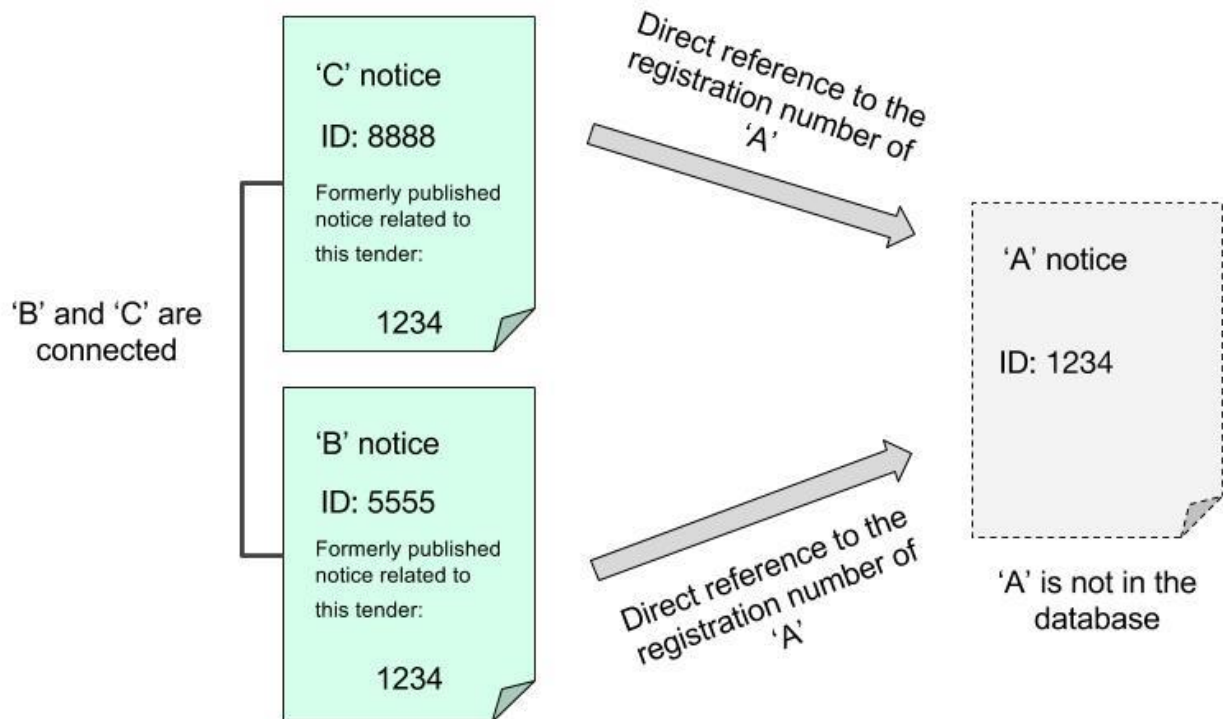 'C' notice
ID: 8888
Formerly published
notice related to
this tender:
1234
Direct reference to the
registration number of
'A'
'B' and 'C' are
connected
'B' notice
ID: 5555
Formerly published
notice related to
this tender:
1234
Direct reference to the
registration number of
'A'
'A' notice
ID: 1234
'A' is not in the
database